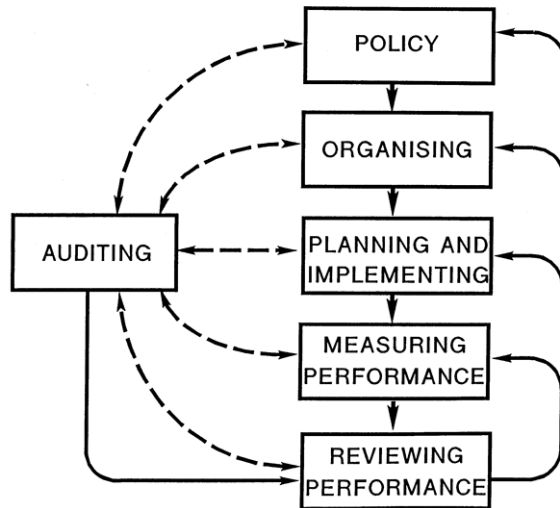 POLICY
ORGANISING
AUDITING
PLANNING AND
IMPLEMENTING
MEASURING
PERFORMANCE
REVIEWING
PERFORMANCE